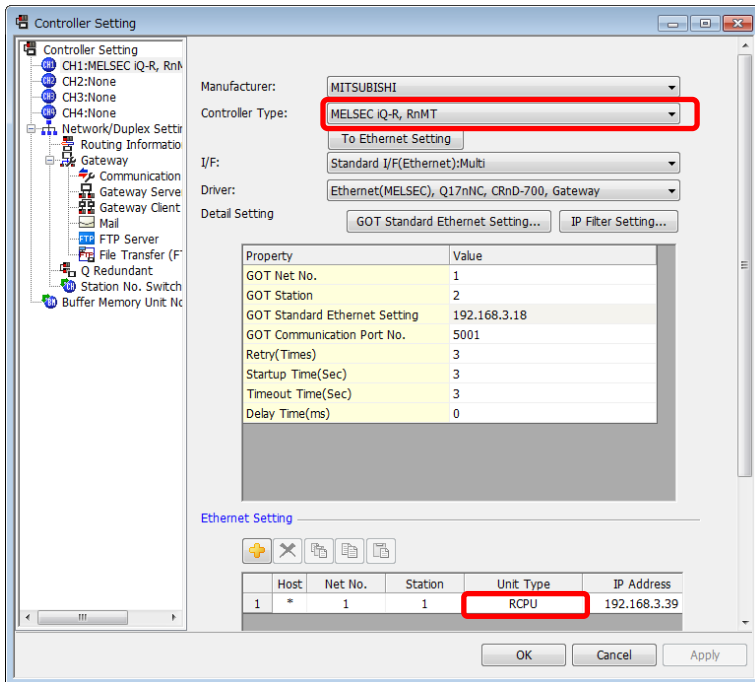 Controller Setting
Controller Setting
CH1:MELSEC iQ-R, RnM
CH2:None
CH3:None
CH4:None
Network/Duplex Settin
Routing Informatio
Gateway
Communication
Gateway Serve
Gateway Client
Mail
FTP Server
File Transfer (F
Q Redundant
Station No. Switch
Buffer Memory Unit No
Manufacturer: MITSUBISHI
Controller Type: MELSEC iQ-R, RnMT
To Ethernet Setting
I/F: Standard I/F(Ethernet):Multi
Driver: Ethernet(MELSEC), Q17nNC, CRnD-700, Gateway
Detail Setting GOT Standard Ethernet Setting... IP Filter Setting...
Property Value
GOT Net No. 1
GOT Station 2
GOT Standard Ethernet Setting 192.168.3.18
GOT Communication Port No. 5001
Retry(Times) 3
Startup Time(Sec) 3
Timeout Time(Sec) 3
Delay Time(ms) 0
Ethernet Setting
Host Net No. Station Unit Type IP Address
1 * 1 1 RCPU 192.168.3.39
OK Cancel Apply